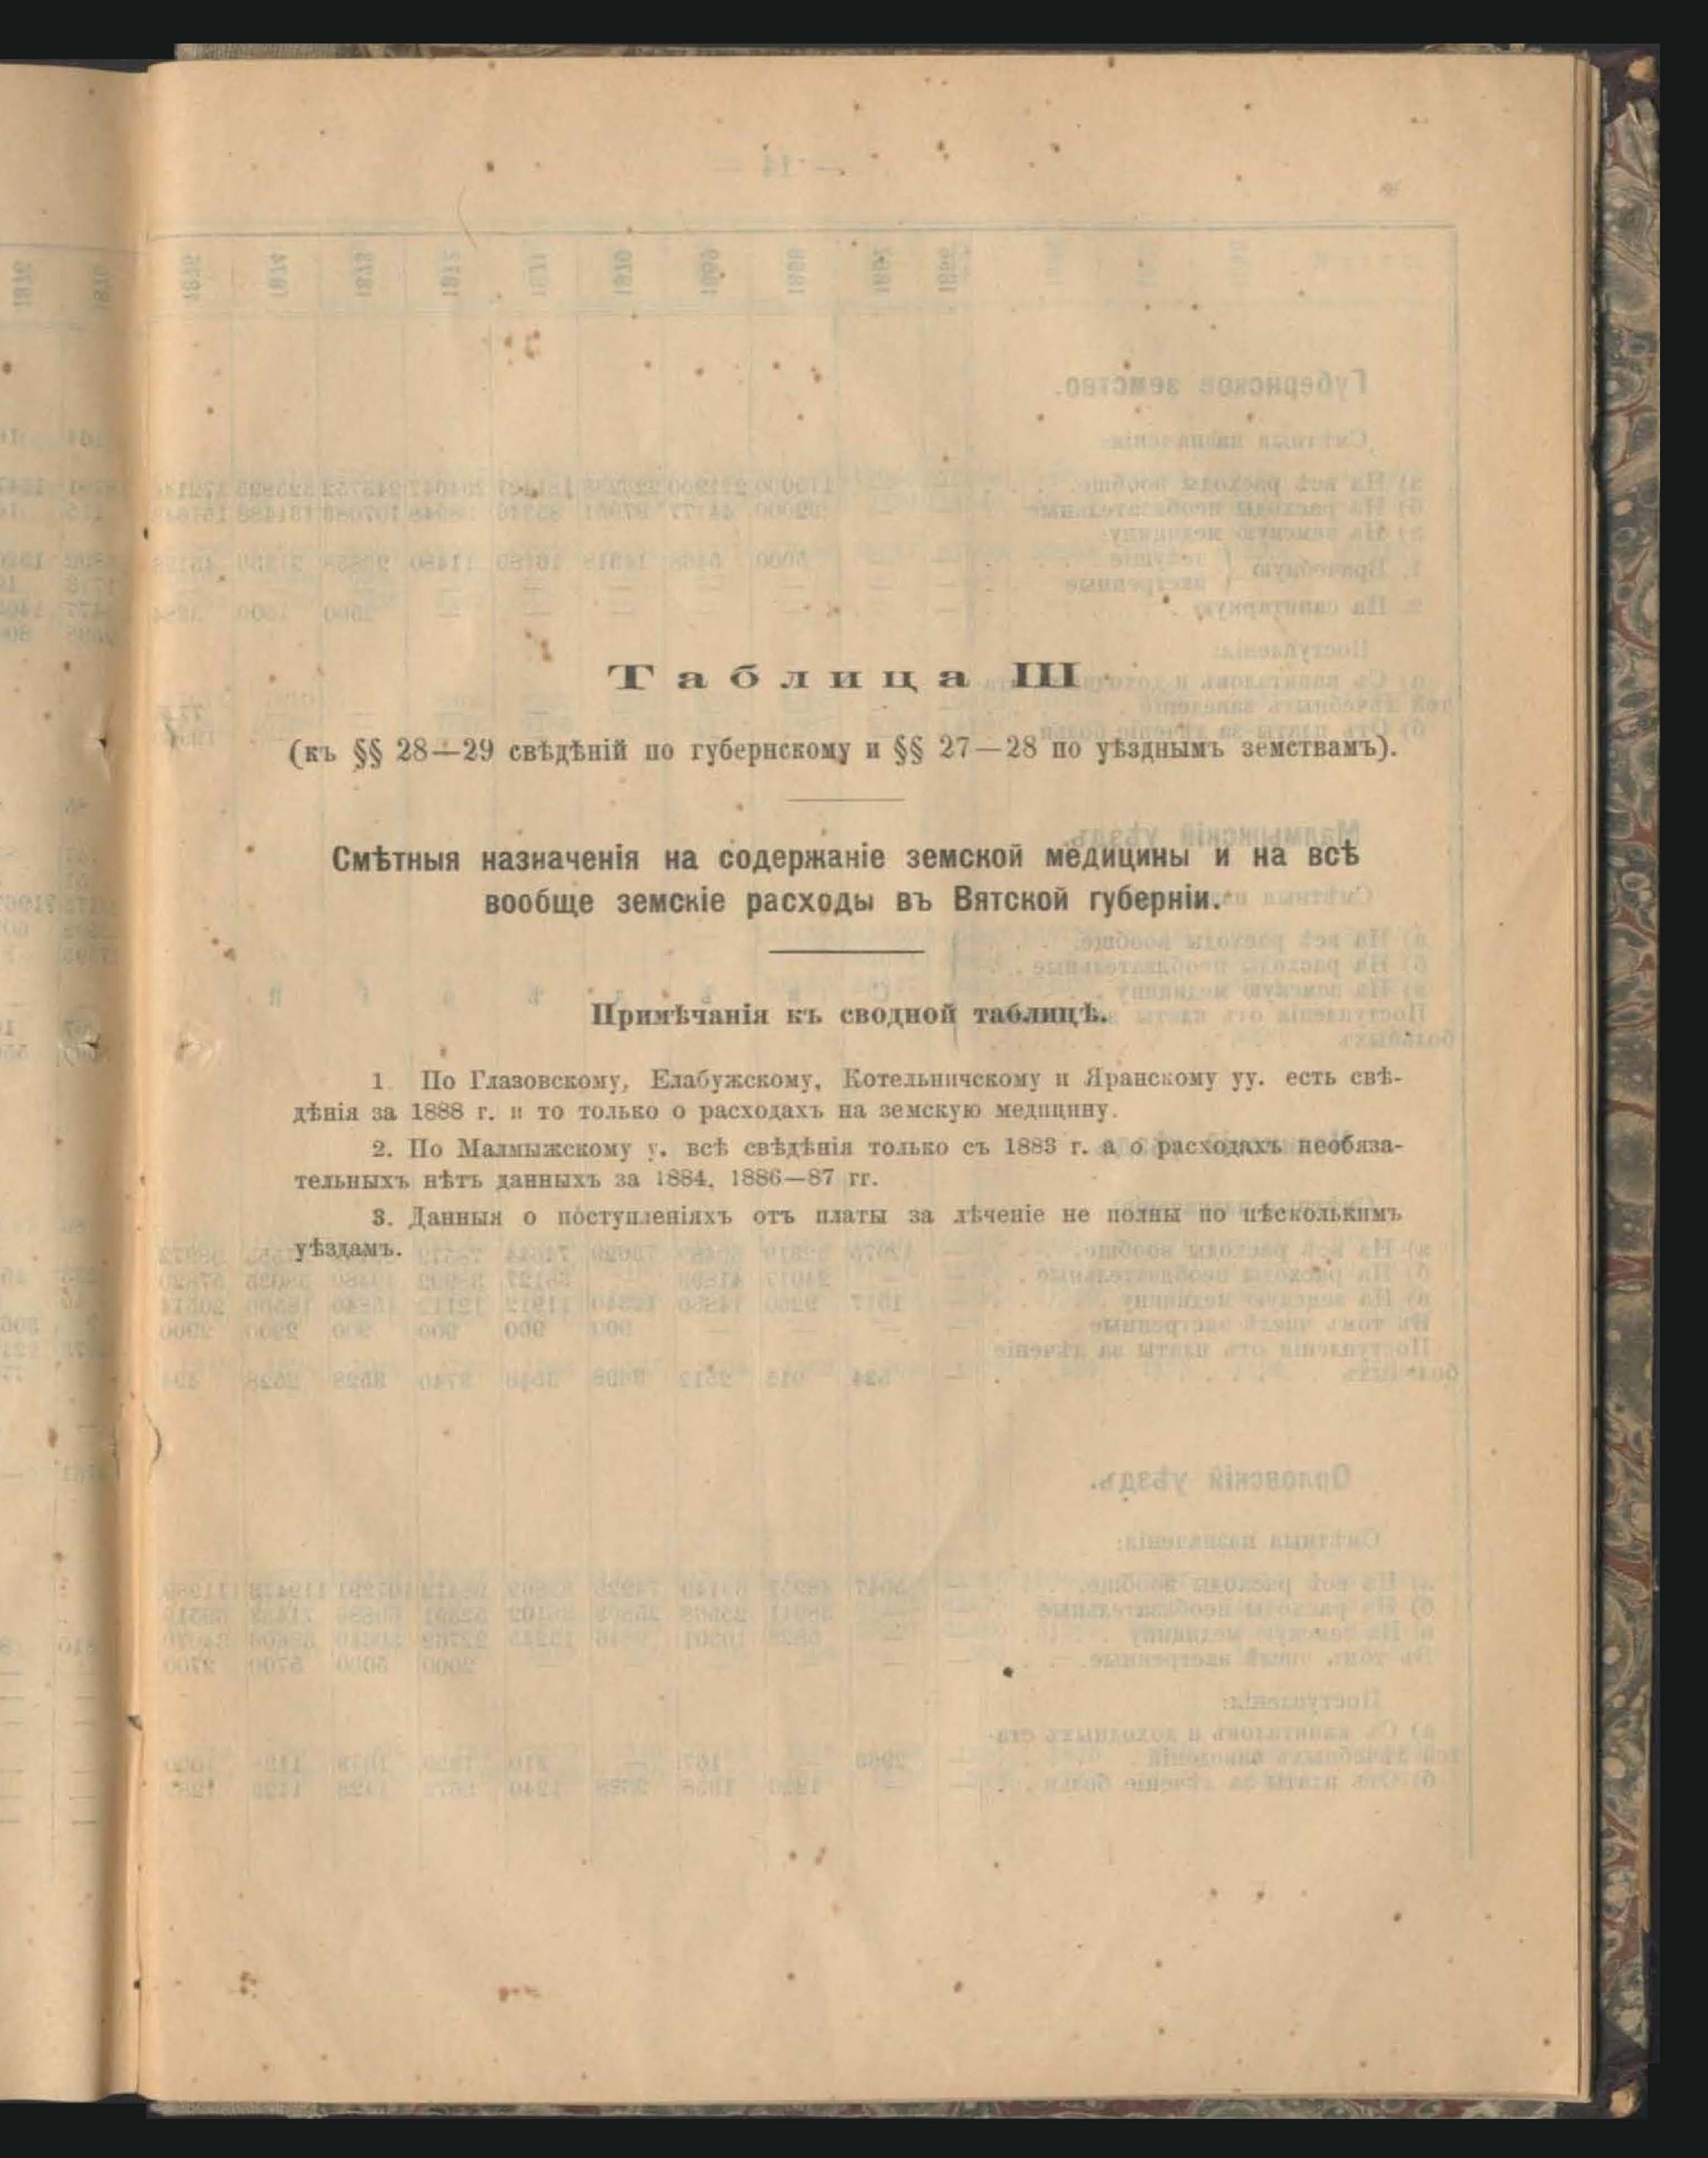 Таблица III
(къ §§ 28—29 свѣдѣній по губернскому и §§ 27—28 по уѣзднымъ земствамъ).
Смѣтныя назначенія на содержаніе земской медицины и на всѣ
вообще земскіе расходы въ Вятской губерніи.
Примѣчанія къ сводной таблицѣ.
1. По Глазовскому, Елабужскому, Котельничскому и Яранскому уу. есть свѣ-
дѣнія за 1888 г. и то только о расходахъ на земскую медицину.
2. По Малмыжскому у. всѣ свѣдѣнія только съ 1883 г. а о расходахъ необяза-
тельныхъ нѣтъ данныхъ за 1884, 1886—87 гг.
3. Данныя о поступленіяхъ отъ платы за лѣченіе не полны по нѣсколькимъ
уѣздамъ.